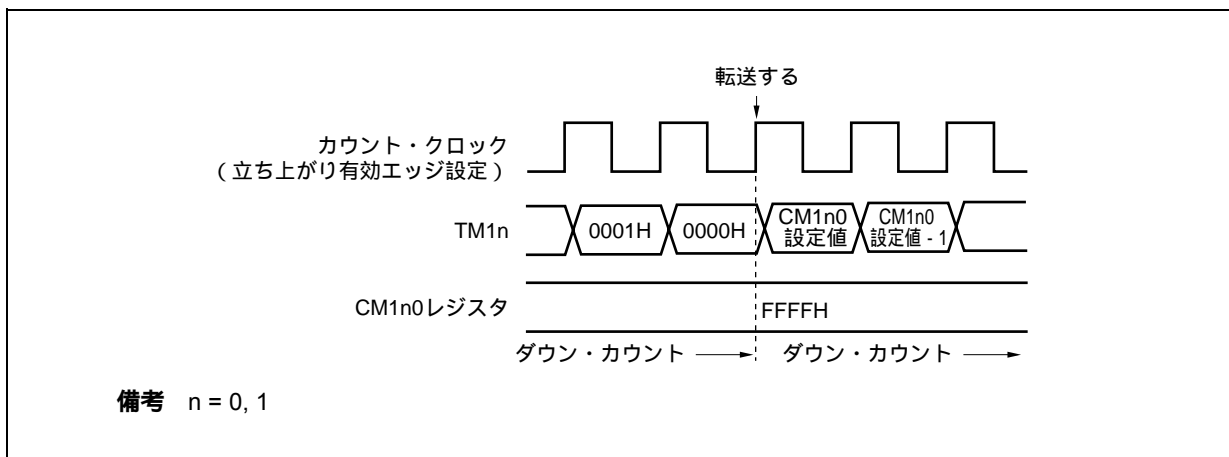 転送する
カウント・クロック
（立ち上がり有効エッジ設定）
TM1n
0001H
0000H
CM1n0
設定値
CM1n0
設定値 - 1
CM1n0レジスタ
FFFFH
ダウン・カウント
ダウン・カウント
備考 n = 0, 1